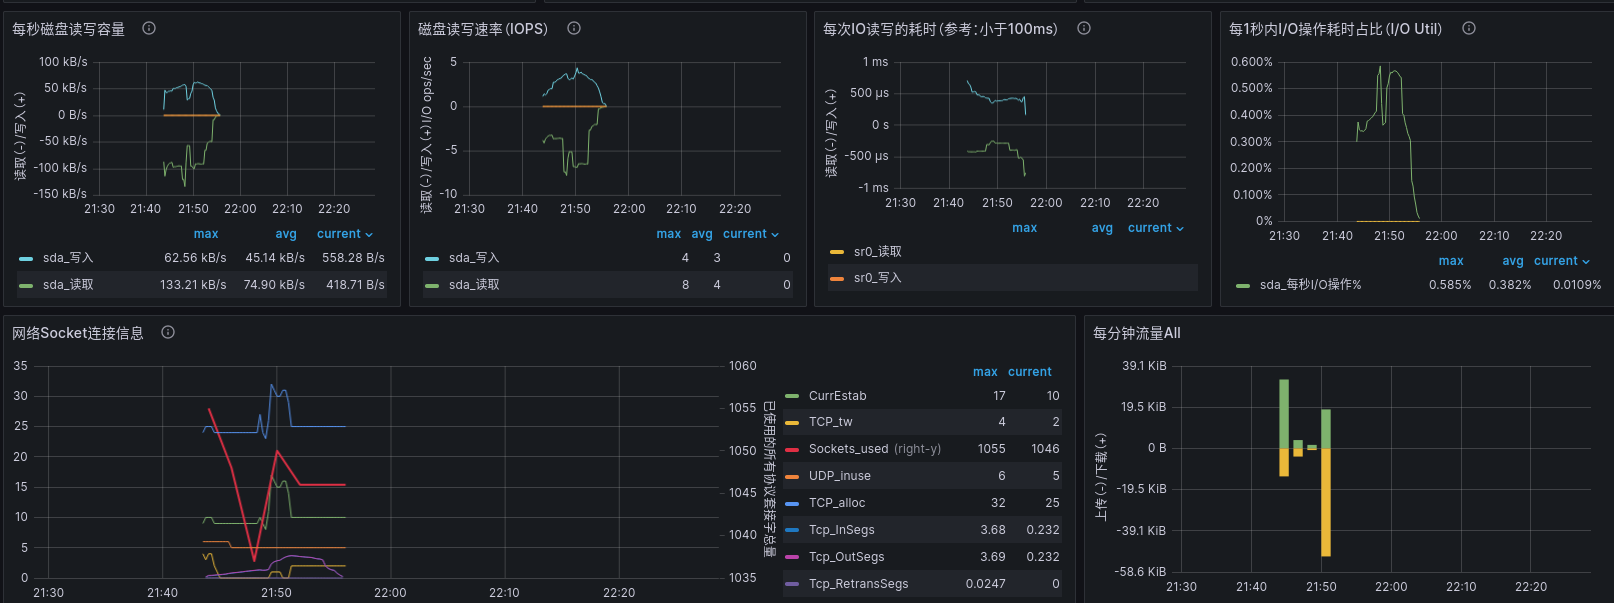 每秒磁盘读写容量
读取(-)/写入(+)
100 kB/s
50 kB/s
0 B/s
-50 kB/s
-100 kB/s
-150 kB/s
21:30 21:40 21:50 22:00 22:10 22:20
max avg current
sda_写入 62.56 kB/s 45.14 kB/s 558.28 B/s
sda_读取 133.21 kB/s 74.90 kB/s 418.71 B/s
磁盘读写速率(IOPS)
读取(-)/写入(+)I/O ops/sec
5
0
-5
-10
21:30 21:40 21:50 22:00 22:10 22:20
max avg current
sda_写入 4 3 0
sda_读取 8 4 0
每次IO读写的耗时(参考:小于100ms)
读取(-)/写入(+)
1 ms
500 µs
0 s
-500 µs
-1 ms
21:30 21:40 21:50 22:00 22:10 22:20
max avg current
sr0_读取
sr0_写入
每1秒内I/O操作耗时占比(I/O Util)
0.600%
0.500%
0.400%
0.300%
0.200%
0.100%
0%
21:30 21:40 21:50 22:00 22:10 22:20
max avg current
sda_每秒I/O操作% 0.585% 0.382% 0.0109%
网络Socket连接信息
35
30
25
20
15
10
5
0
1060
1055
1050
1045
1040
1035
已使用的所有协议套接字总量
21:30 21:40 21:50 22:00 22:10 22:20
max current
CurrEstab 17 10
TCP_tw 4 2
Sockets_used (right-y) 1055 1046
UDP_inuse 6 5
TCP_alloc 32 25
Tcp_InSegs 3.68 0.232
Tcp_OutSegs 3.69 0.232
Tcp_RetransSegs 0.0247 0
每分钟流量All
上传(-)/下载(+)
39.1 KiB
19.5 KiB
0 B
-19.5 KiB
-39.1 KiB
-58.6 KiB
21:30 21:40 21:50 22:00 22:10 22:20